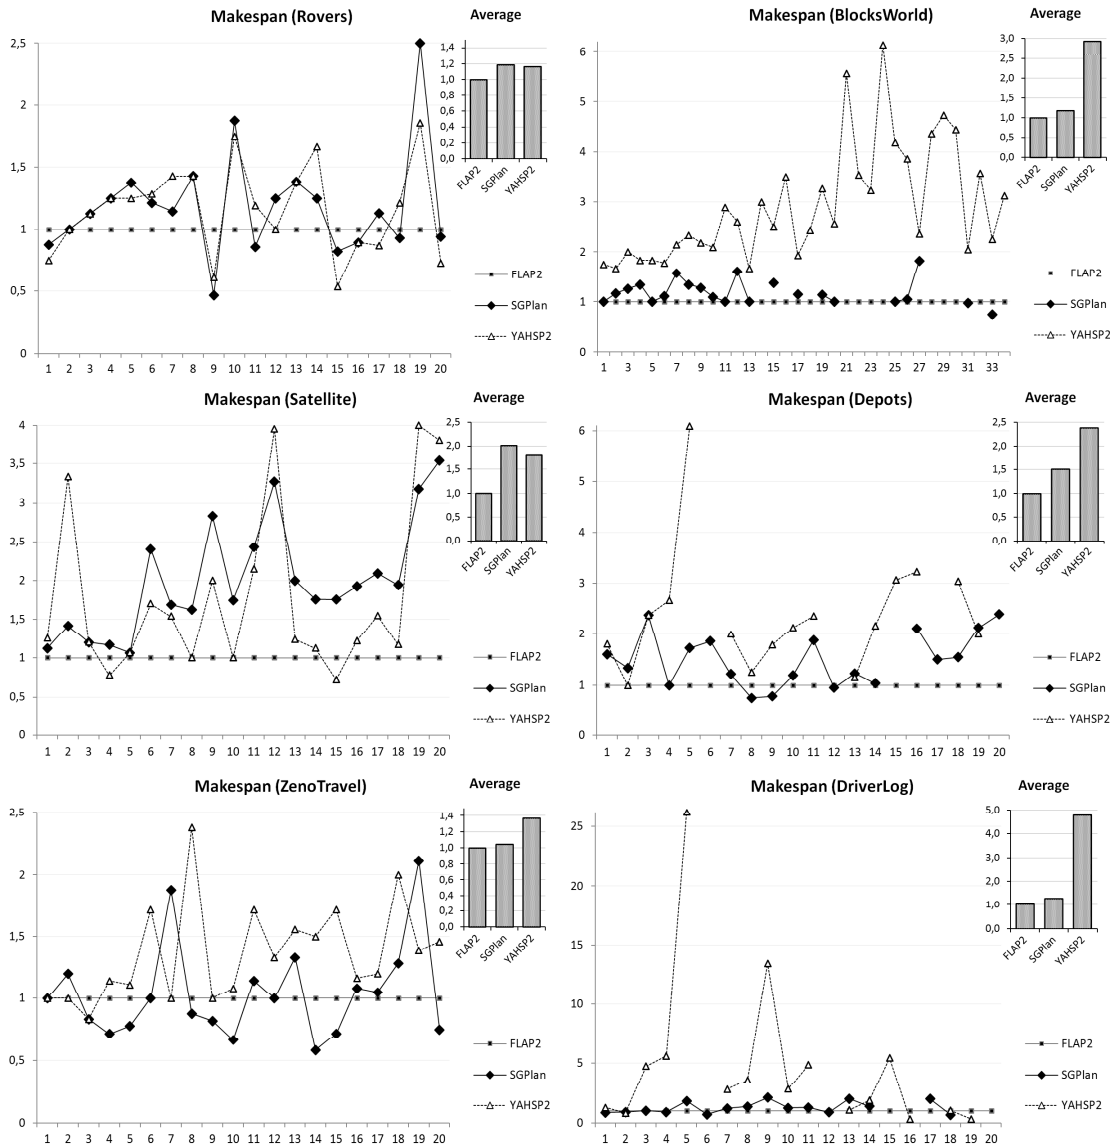 Makespan (Rovers)
2,5
2
1,5
1
0,5
0
1 2 3 4 5 6 7 8 9 10 11 12 13 14 15 16 17 18 19 20
FLAP2
SGPlan
YAHSP2
Average
1,4
1,2
1,0
0,8
0,6
0,4
0,2
0,0
FLAP2
SGPlan
YAHSP2
Makespan (BlocksWorld)
6
5
4
3
2
1
0
1 3 5 7 9 11 13 15 17 19 21 23 25 27 29 31 33
FLAP2
SGPlan
YAHSP2
Average
3,0
2,5
2,0
1,5
1,0
0,5
0,0
FLAP2
SGPlan
YAHSP2
Makespan (Satellite)
4
3,5
3
2,5
2
1,5
1
0,5
0
1 2 3 4 5 6 7 8 9 10 11 12 13 14 15 16 17 18 19 20
FLAP2
SGPlan
YAHSP2
Average
2,5
2,0
1,5
1,0
0,5
0,0
FLAP2
SGPlan
YAHSP2
Makespan (Depots)
6
5
4
3
2
1
0
1 2 3 4 5 6 7 8 9 10 11 12 13 14 15 16 17 18 19 20
FLAP2
SGPlan
YAHSP2
Average
2,5
2,0
1,5
1,0
0,5
0,0
FLAP2
SGPlan
YAHSP2
Makespan (ZenoTravel)
2,5
2
1,5
1
0,5
0
1 2 3 4 5 6 7 8 9 10 11 12 13 14 15 16 17 18 19 20
FLAP2
SGPlan
YAHSP2
Average
1,4
1,2
1,0
0,8
0,6
0,4
0,2
0,0
FLAP2
SGPlan
YAHSP2
Makespan (DriverLog)
25
20
15
10
5
1
0
1 2 3 4 5 6 7 8 9 10 11 12 13 14 15 16 17 18 19 20
FLAP2
SGPlan
YAHSP2
Average
5,0
4,0
3,0
2,0
1,0
0,0
FLAP2
SGPlan
YAHSP2